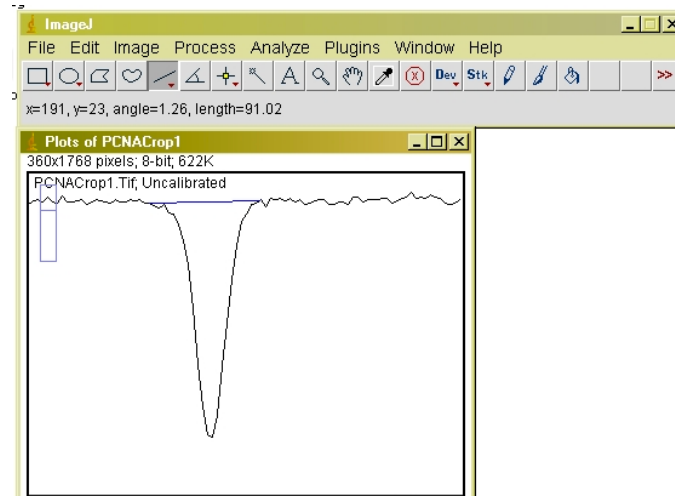 ImageJ
File Edit Image Process Analyze Plugins Window Help
A Dev Stk >>
x=191, y=23, angle=1.26, length=91.02
Plots of PCNACrop1
360x1768 pixels; 8-bit; 622K
PCNACrop1.Tif; Uncalibrated